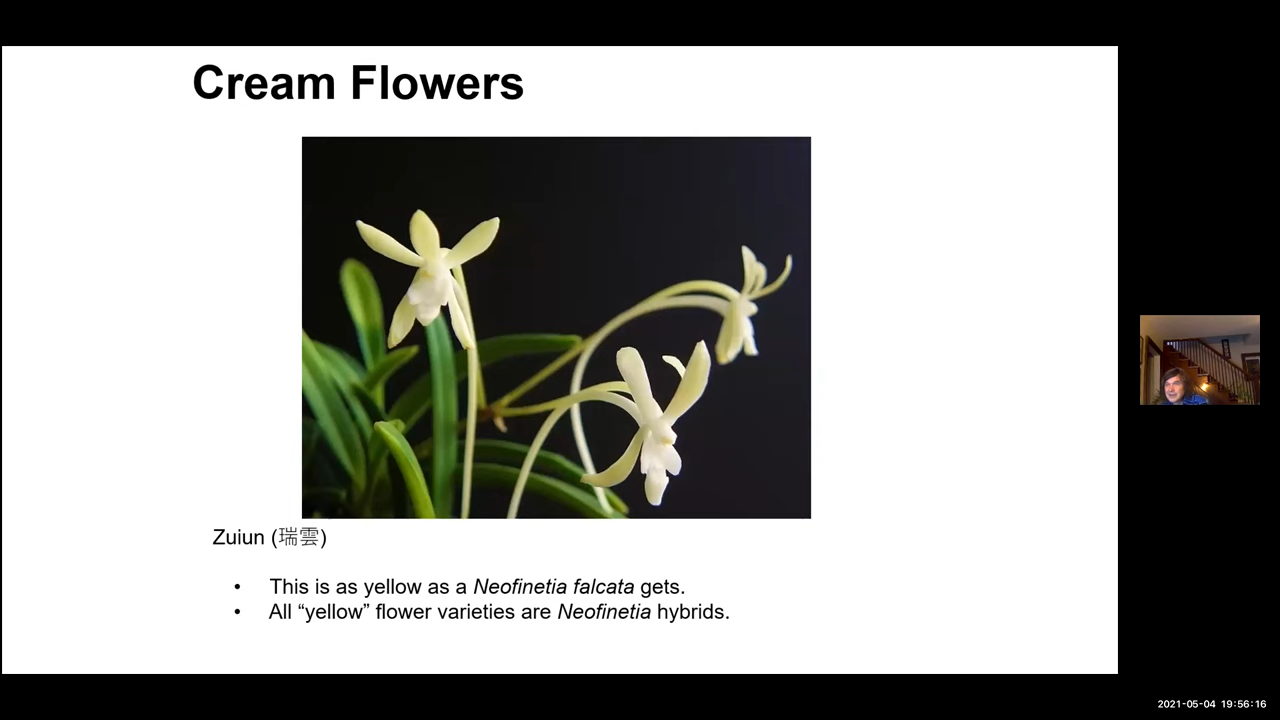 Cream Flowers
Zuiun (瑞雲)
• This is as yellow as a Neofinetia falcata gets.
• All “yellow” flower varieties are Neofinetia hybrids.
2021-05-04 19:56:16